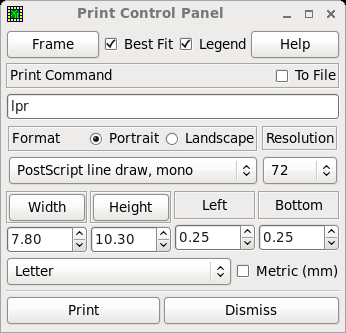 Print Control Panel
Frame Best Fit Legend Help
Print Command To File
lpr
Format Portrait Landscape Resolution
PostScript line draw, mono 72
Width Height Left Bottom
7.80 10.30 0.25 0.25
Letter Metric (mm)
Print Dismiss